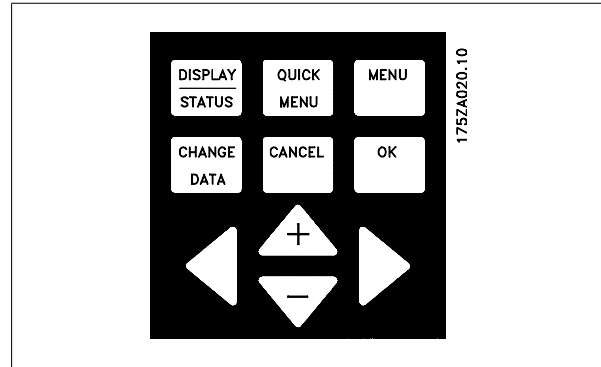 DISPLAY
STATUS
QUICK
MENU
MENU
CHANGE
DATA
CANCEL
OK
+
−
175ZA020.10